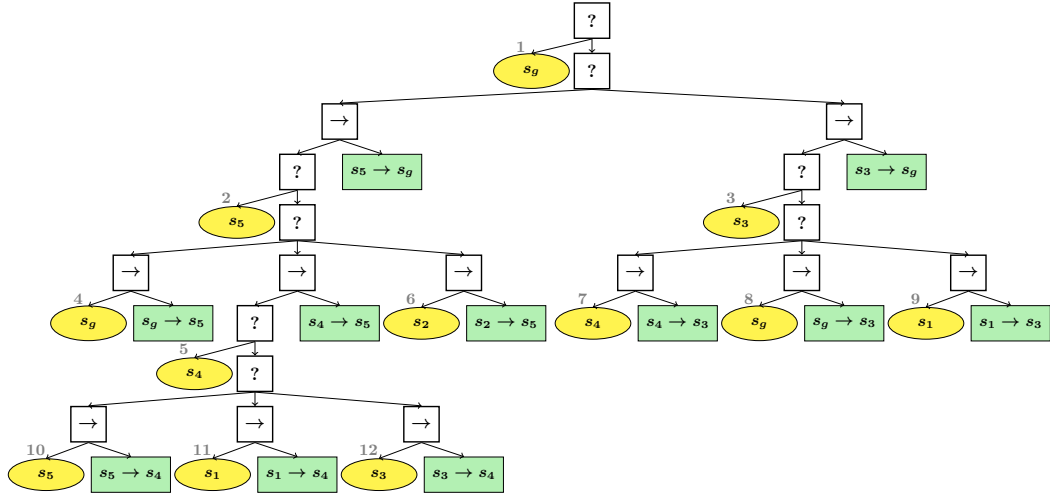 ?
1
s_g ?
→ →
? s_5 → s_g ? s_3 → s_g
2 3
s_5 ? s_3 ?
→ → → → → →
4 6 7 8 9
s_g s_g → s_5 ? s_4 → s_5 s_2 s_2 → s_5 s_4 s_4 → s_3 s_g s_g → s_3 s_1 s_1 → s_3
5
s_4 ?
→ → →
10 11 12
s_5 s_5 → s_4 s_1 s_1 → s_4 s_3 s_3 → s_4